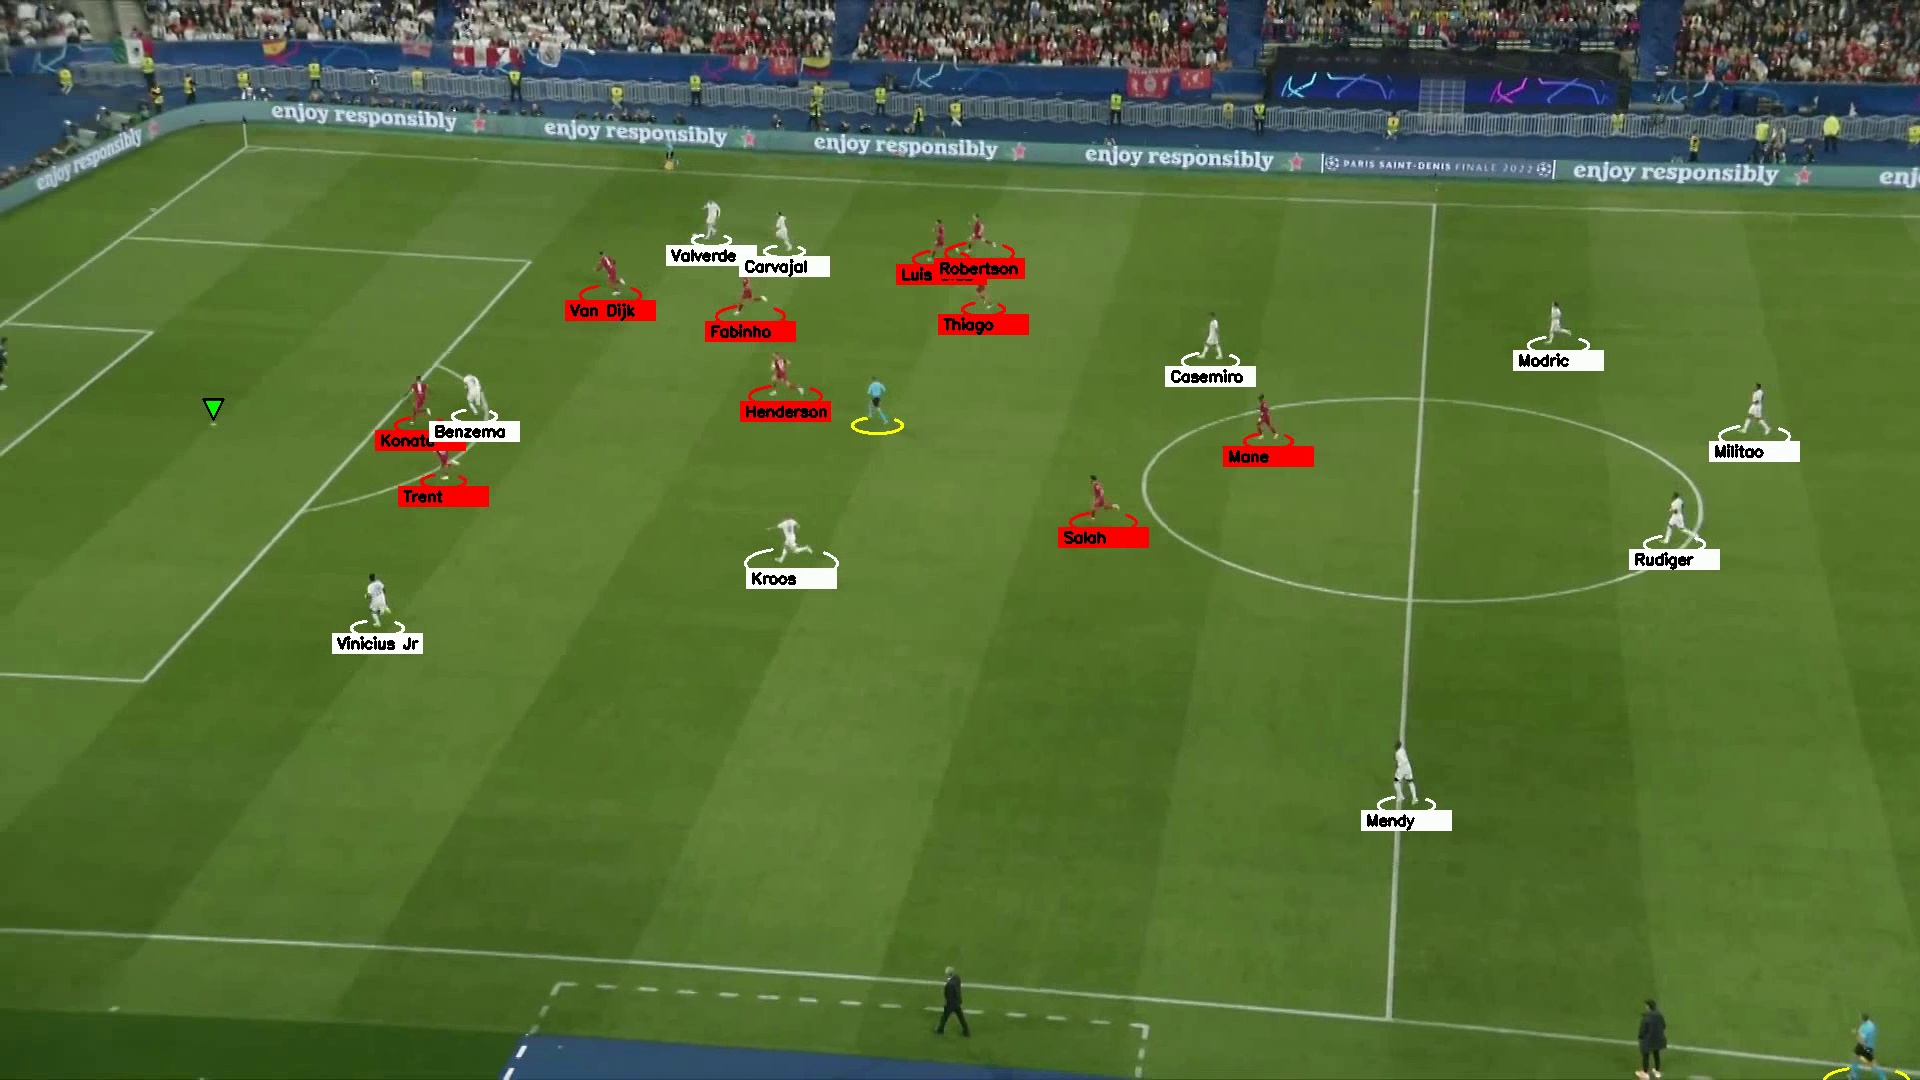 enjoy responsibly
enjoy responsibly
enjoy responsibly
enjoy responsibly
enjoy responsibly
PARIS SAINT-DENIS FINALE 2022
enjoy responsibly
enj
Valverde
Carvajal
Luis
Robertson
Van Dijk
Fabinho
Thiago
Modric
Casemiro
Henderson
Benzema
Mane
Militao
Trent
Salah
Rudiger
Kroos
Vinicius Jr
Mendy